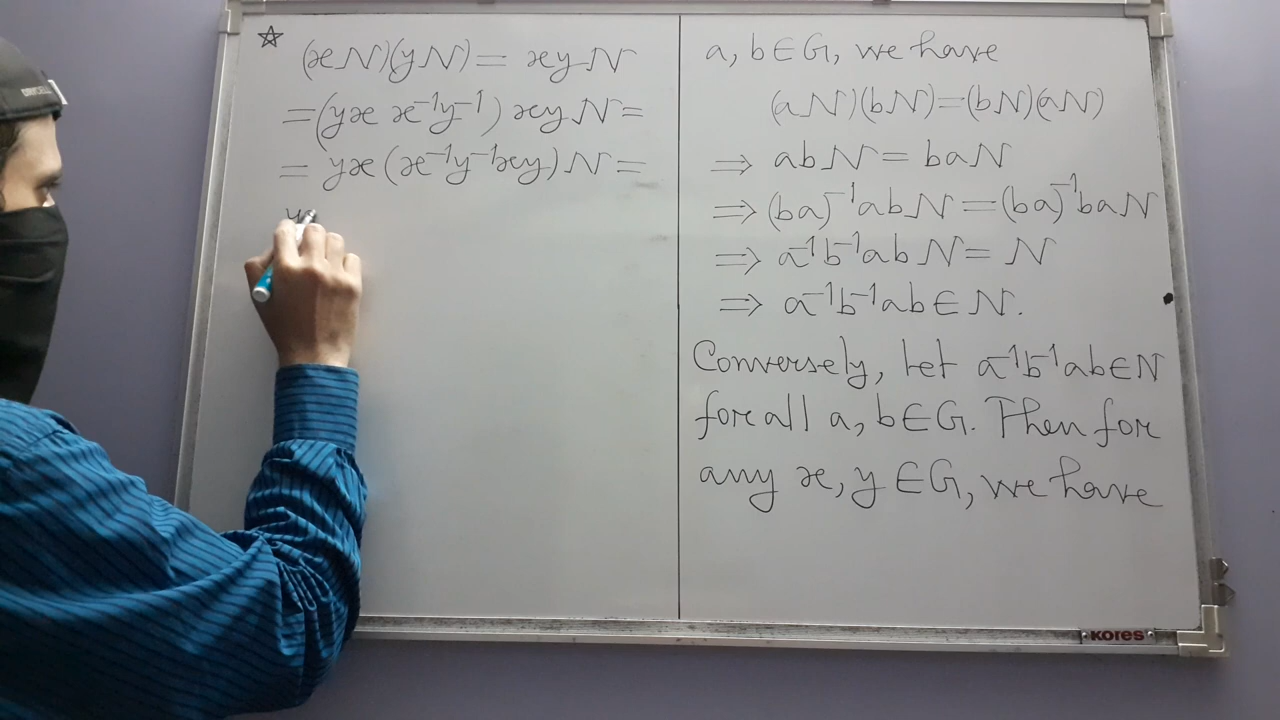 ☆ (xN)(yN) = xyN
= (yx x⁻¹y⁻¹) xyN =
= yx (x⁻¹y⁻¹xy) N =
y
a, b ∈ G, we have
(aN)(bN) = (bN)(aN)
⟹ abN = baN
⟹ (ba)⁻¹abN = (ba)⁻¹baN
⟹ a⁻¹b⁻¹abN = N
⟹ a⁻¹b⁻¹ab ∈ N.
Conversely, let a⁻¹b⁻¹ab ∈ N
for all a, b ∈ G. Then for
any x, y ∈ G, we have
KORES